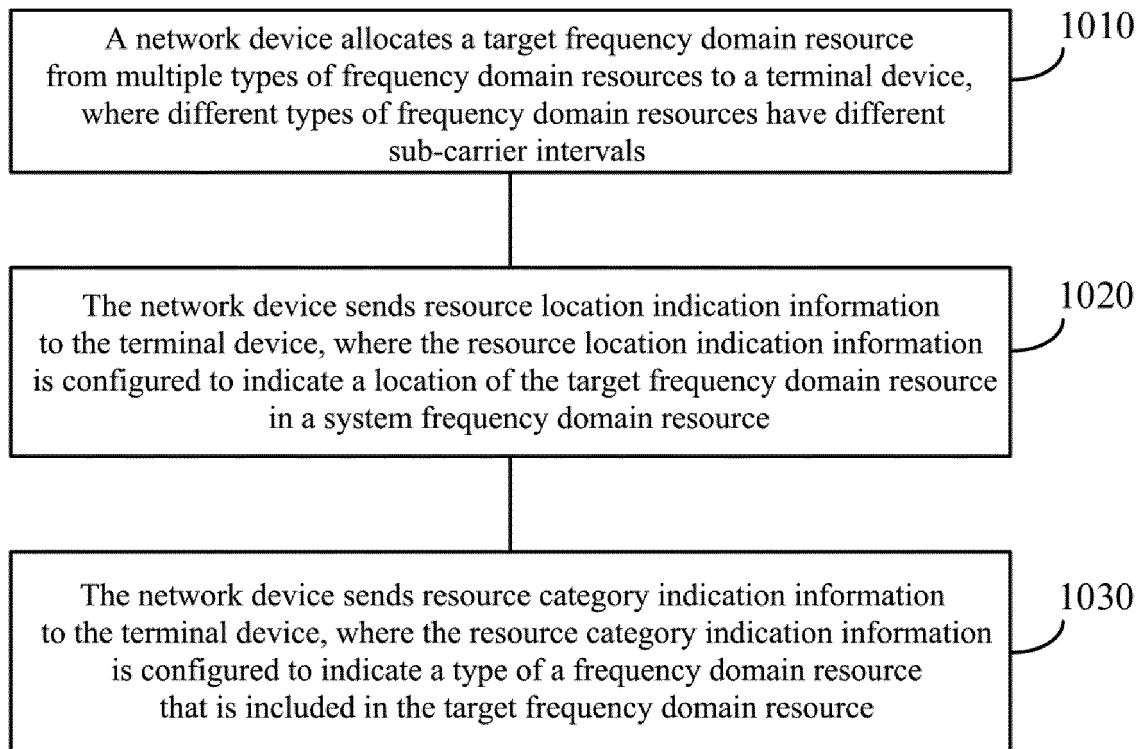 A network device allocates a target frequency domain resource
from multiple types of frequency domain resources to a terminal device,
where different types of frequency domain resources have different
sub-carrier intervals
1010
The network device sends resource location indication information
to the terminal device, where the resource location indication information
is configured to indicate a location of the target frequency domain resource
in a system frequency domain resource
1020
The network device sends resource category indication information
to the terminal device, where the resource category indication information
is configured to indicate a type of a frequency domain resource
that is included in the target frequency domain resource
1030